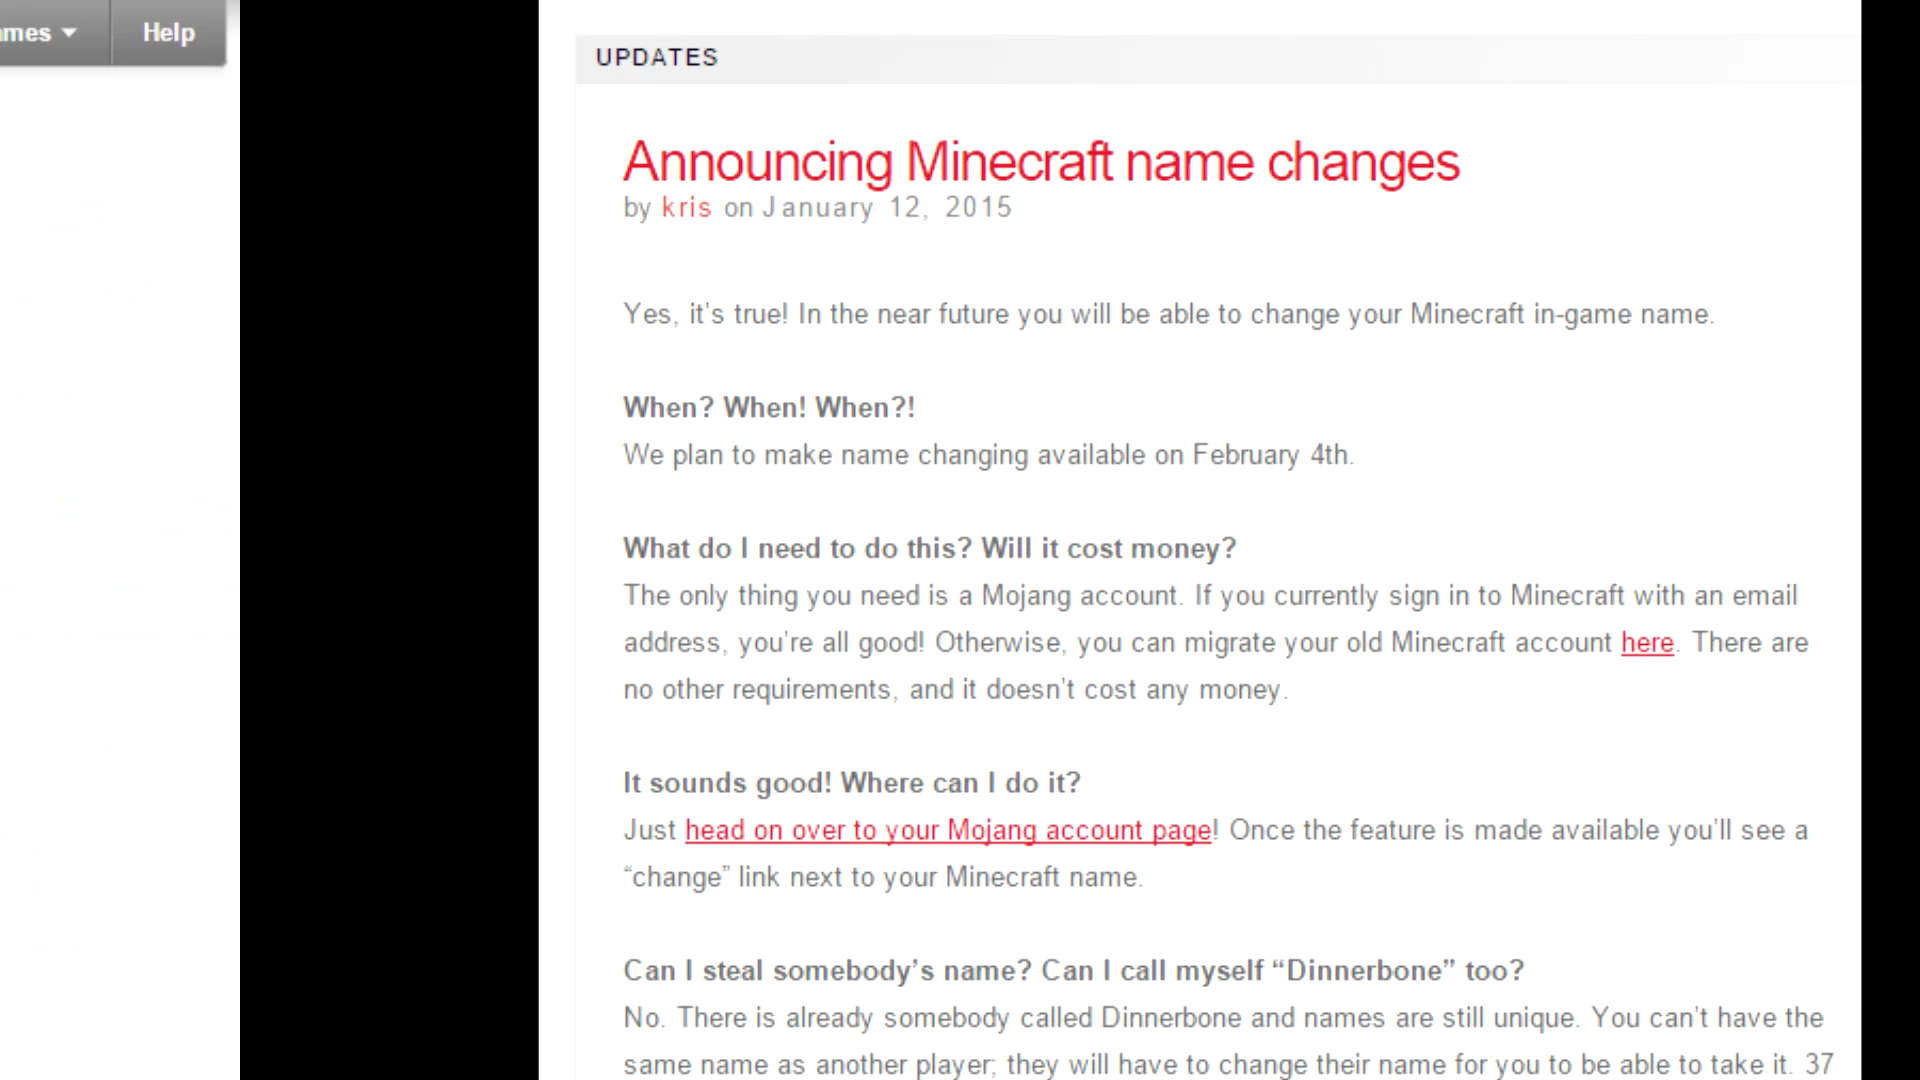 Help
UPDATES
Announcing Minecraft name changes
by kris on January 12, 2015
Yes, it's true! In the near future you will be able to change your Minecraft in-game name.
When? When! When?!
We plan to make name changing available on February 4th.
What do I need to do this? Will it cost money?
The only thing you need is a Mojang account. If you currently sign in to Minecraft with an email
address, you're all good! Otherwise, you can migrate your old Minecraft account here. There are
no other requirements, and it doesn't cost any money.
It sounds good! Where can I do it?
Just head on over to your Mojang account page! Once the feature is made available you'll see a
“change” link next to your Minecraft name.
Can I steal somebody's name? Can I call myself “Dinnerbone” too?
No. There is already somebody called Dinnerbone and names are still unique. You can't have the
same name as another player; they will have to change their name for you to be able to take it. 37